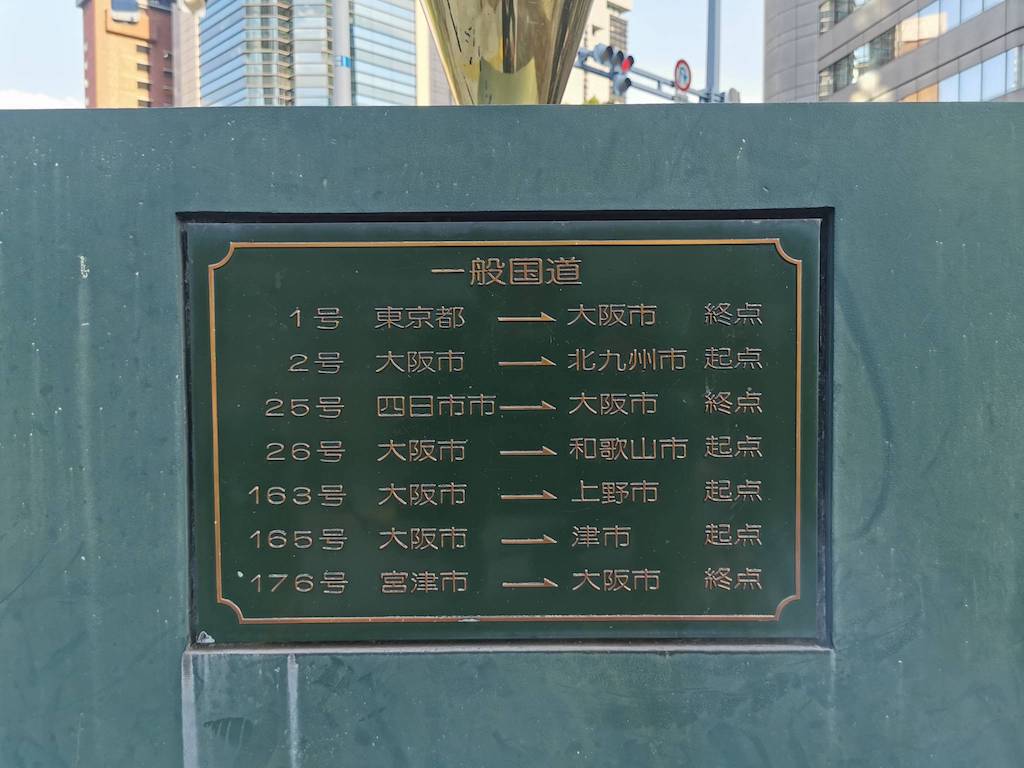 一般国道
1号 東京都 → 大阪市 終点
2号 大阪市 → 北九州市 起点
25号 四日市市 → 大阪市 終点
26号 大阪市 → 和歌山市 起点
163号 大阪市 → 上野市 起点
165号 大阪市 → 津市 起点
176号 宮津市 → 大阪市 終点